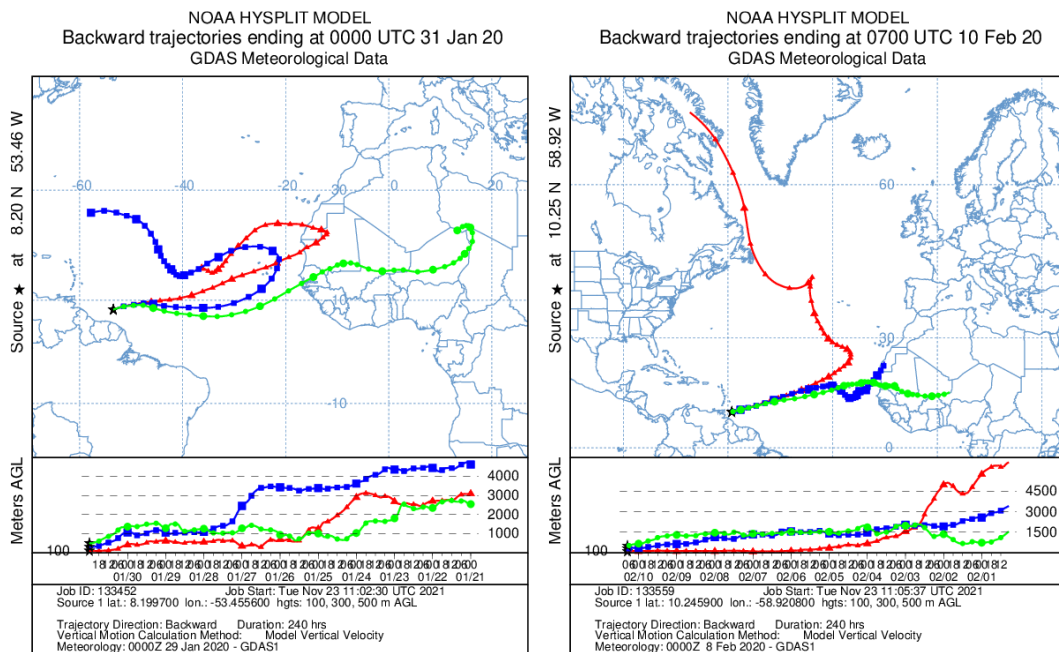 NOAA HYSPLIT MODEL
Backward trajectories ending at 0000 UTC 31 Jan 20
GDAS Meteorological Data
Source ★ at 8.20 N 53.46 W
-60
-40
-20
0
20
-10
Meters AGL
4000
3000
2000
1000
100
01/30 01/29 01/28 01/27 01/26 01/25 01/24 01/23 01/22 01/21
Job ID: 133452 Job Start: Tue Nov 23 11:02:30 UTC 2021
Source 1 lat.: 8.199700 lon.: -53.455600 hgts: 100, 300, 500 m AGL
Trajectory Direction: Backward Duration: 240 hrs
Vertical Motion Calculation Method: Model Vertical Velocity
Meteorology: 0000Z 29 Jan 2020 - GDAS1
NOAA HYSPLIT MODEL
Backward trajectories ending at 0700 UTC 10 Feb 20
GDAS Meteorological Data
Source ★ at 10.25 N 58.92 W
60
30
0
Meters AGL
4500
3000
1500
100
02/10 02/09 02/08 02/07 02/06 02/05 02/04 02/03 02/02 02/01
Job ID: 133559 Job Start: Tue Nov 23 11:05:37 UTC 2021
Source 1 lat.: 10.245900 lon.: -58.920800 hgts: 100, 300, 500 m AGL
Trajectory Direction: Backward Duration: 240 hrs
Vertical Motion Calculation Method: Model Vertical Velocity
Meteorology: 0000Z 8 Feb 2020 - GDAS1